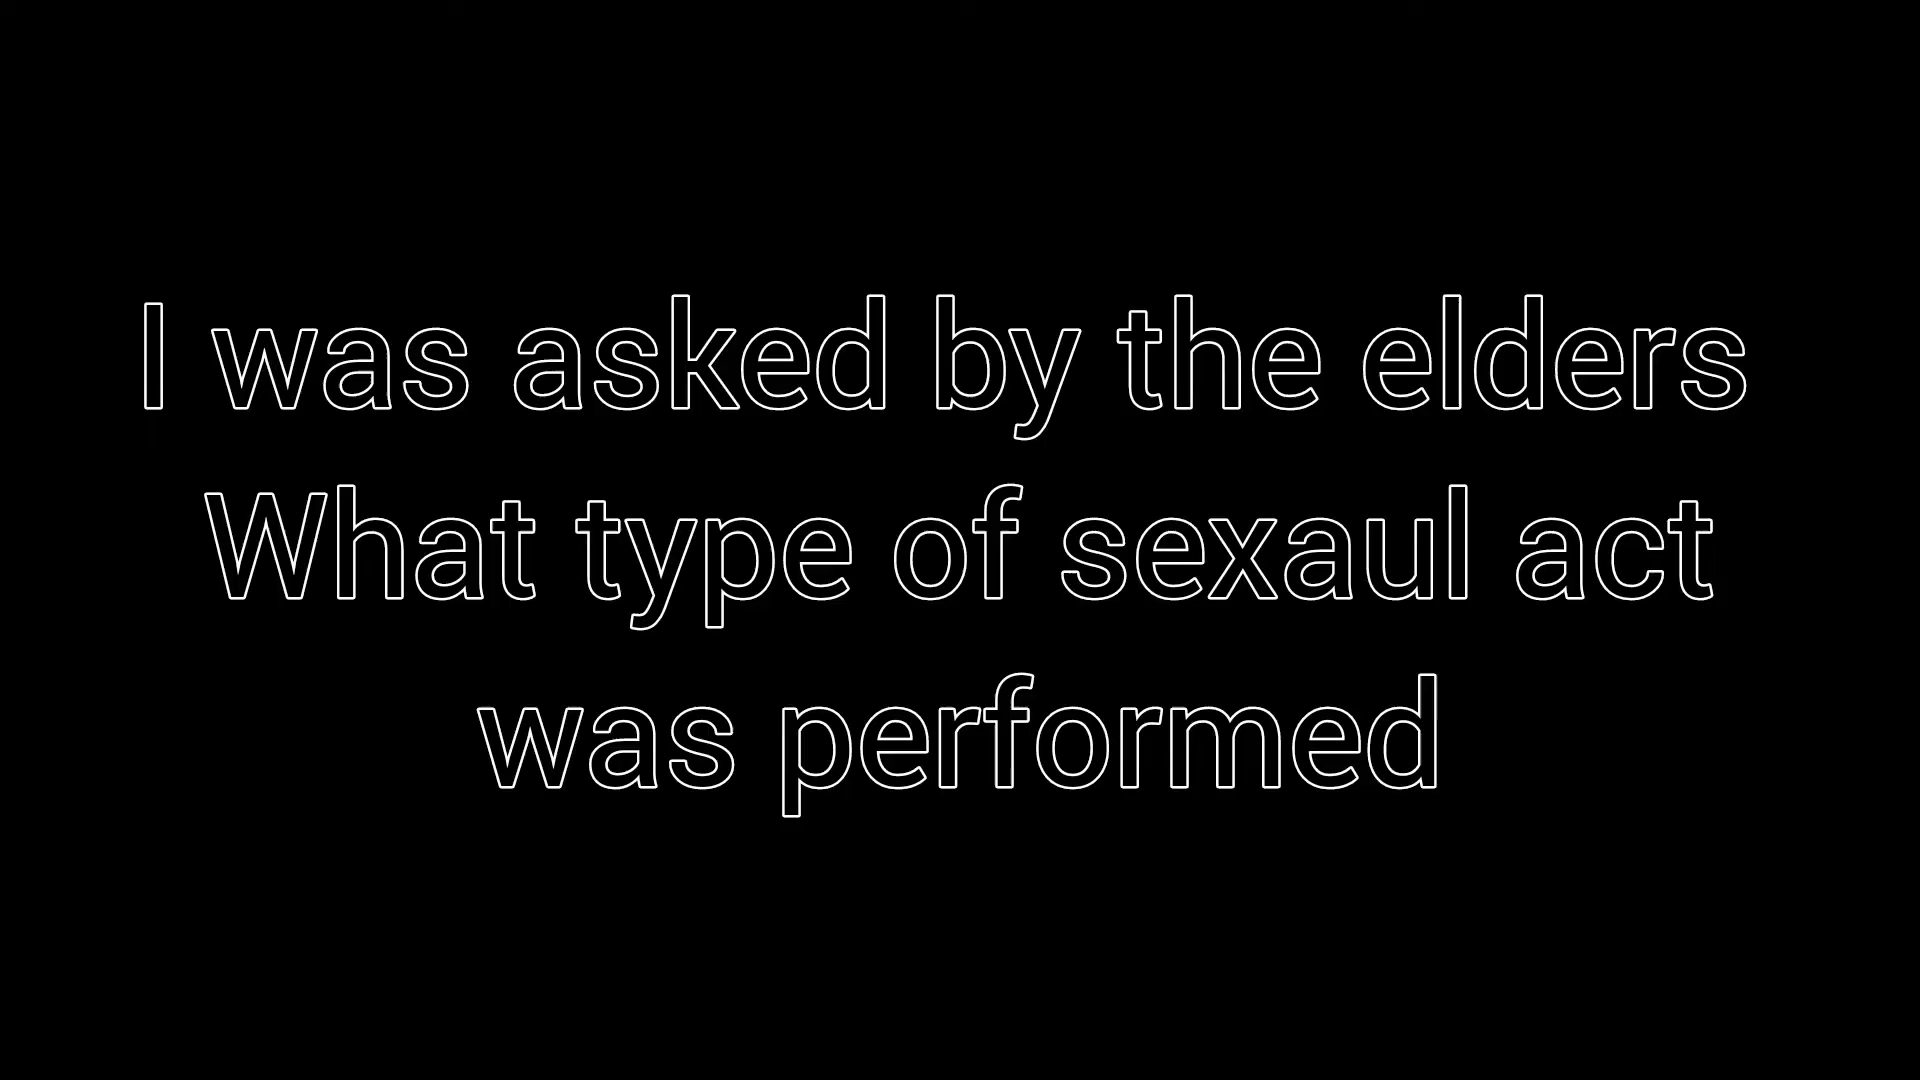 I was asked by the elders
What type of sexaul act
was performed